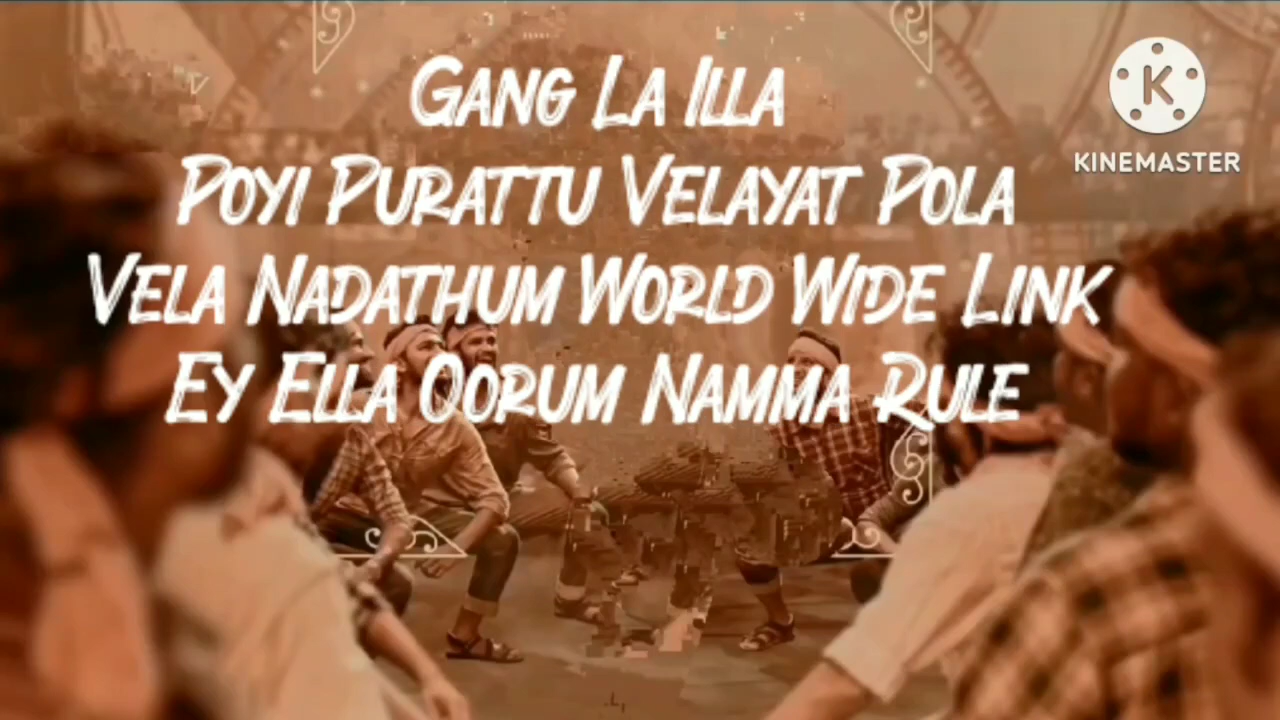 Gang La Illa
Poyi Purattu Velayat Pola
Vela Nadathum World Wide Link
Ey Ella Oorum Namma Rule
KINEMASTER